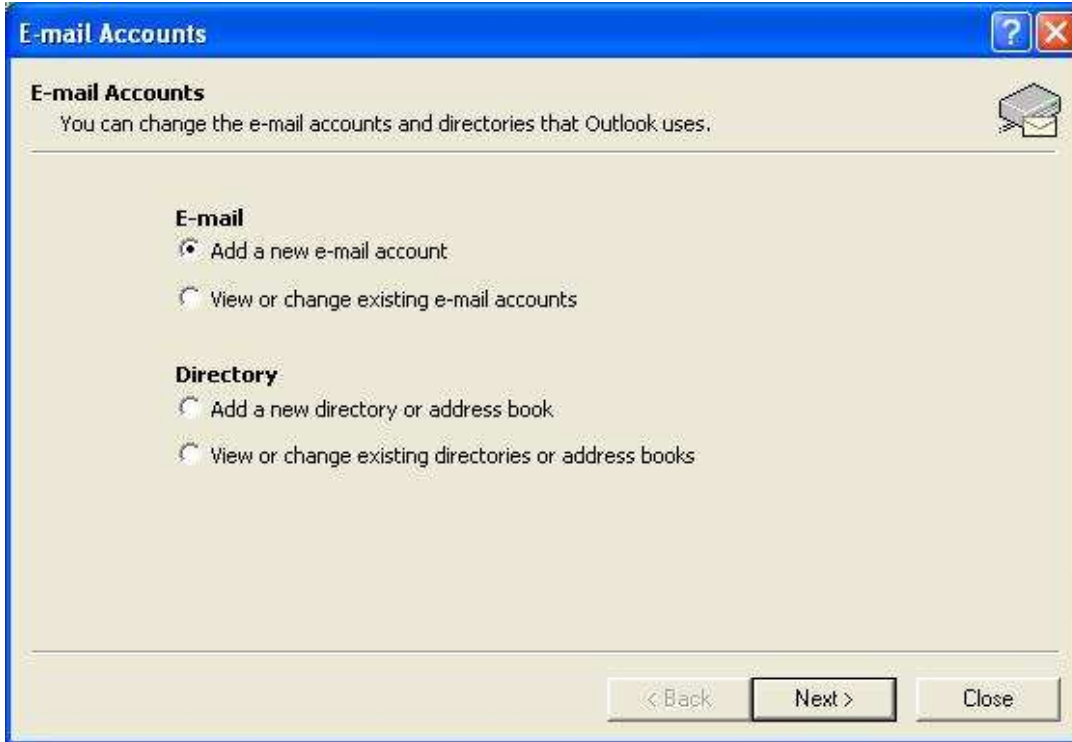 E-mail Accounts
E-mail Accounts
You can change the e-mail accounts and directories that Outlook uses.
E-mail
Add a new e-mail account
View or change existing e-mail accounts
Directory
Add a new directory or address book
View or change existing directories or address books
< Back Next > Close